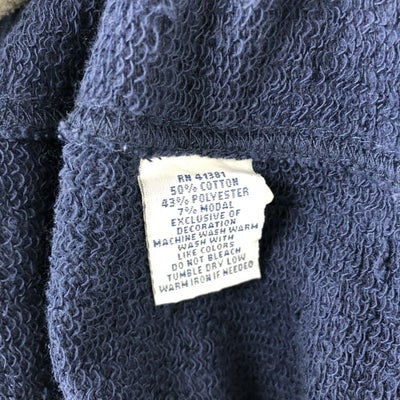 RN 41381
50% COTTON
43% POLYESTER
7% MODAL
EXCLUSIVE OF
DECORATION
MACHINE WASH WARM
WASH WITH
LIKE COLORS
DO NOT BLEACH
TUMBLE DRY LOW
WARM IRON IF NEEDED